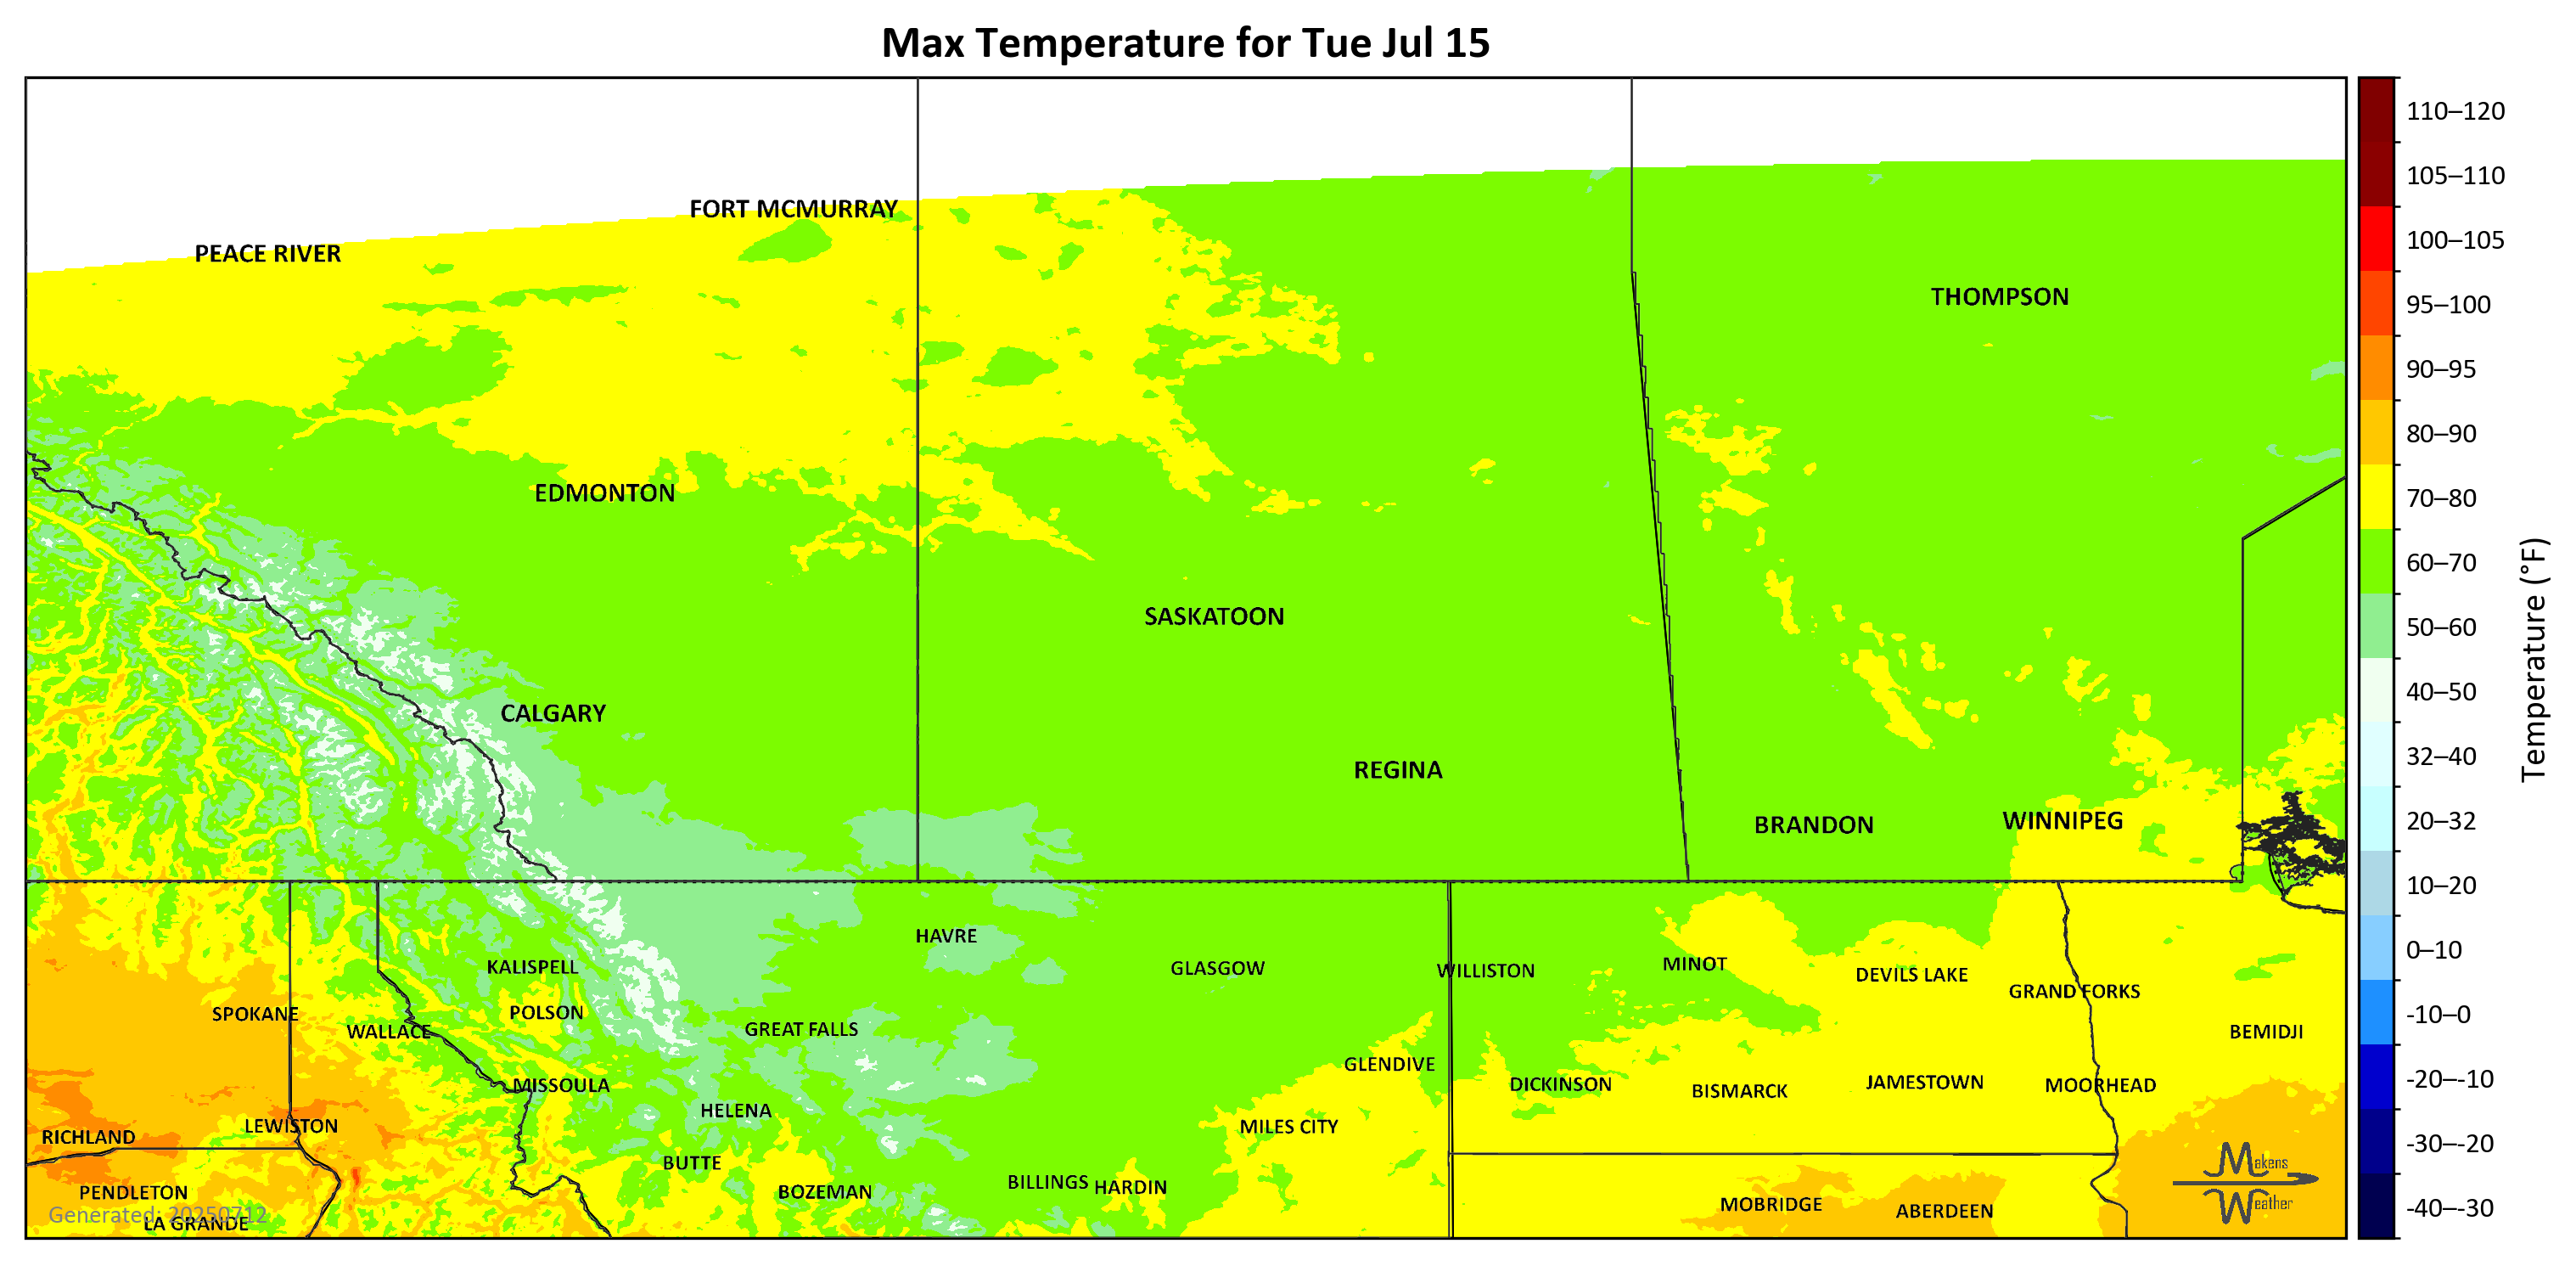 Max Temperature for Tue Jul 15
FORT MCMURRAY
PEACE RIVER
THOMPSON
EDMONTON
SASKATOON
CALGARY
REGINA
BRANDON
WINNIPEG
HAVRE
KALISPELL
GLASGOW
WILLISTON
MINOT
DEVILS LAKE
GRAND FORKS
SPOKANE
POLSON
WALLACE
GREAT FALLS
BEMIDJI
GLENDIVE
MISSOULA
DICKINSON
BISMARCK
JAMESTOWN
MOORHEAD
HELENA
LEWISTON
MILES CITY
RICHLAND
BUTTE
BILLINGS
HARDIN
PENDLETON
BOZEMAN
MOBRIDGE
ABERDEEN
Generated: 20250712
LA GRANDE
Makens
Weather
110–120
105–110
100–105
95–100
90–95
80–90
70–80
60–70
50–60
40–50
32–40
20–32
10–20
0–10
-10–0
-20–-10
-30–-20
-40–-30
Temperature (°F)